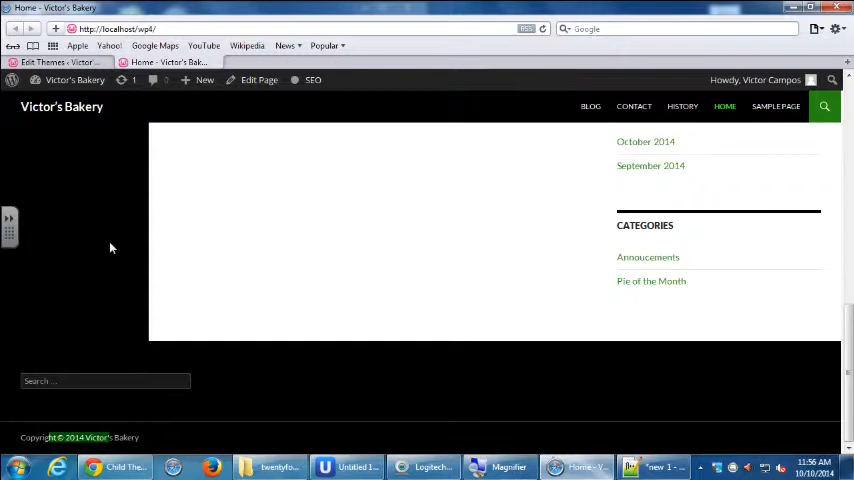 Home - Victor's Bakery
http://localhost/wp4/
RSS
Google
Apple Yahoo! Google Maps YouTube Wikipedia News Popular
Edit Themes ‹ Victor'...
Home - Victor's Bak...
Victor's Bakery 1 0 New Edit Page SEO Howdy, Victor Campos
Victor's Bakery
BLOG CONTACT HISTORY HOME SAMPLE PAGE
October 2014
September 2014
CATEGORIES
Annoucements
Pie of the Month
Search ...
Copyright © 2014 Victor's Bakery
Child The...
twentyfo...
Untitled 1...
Logitech...
Magnifier
Home - V...
*new 1 - ...
11:56 AM
10/10/2014